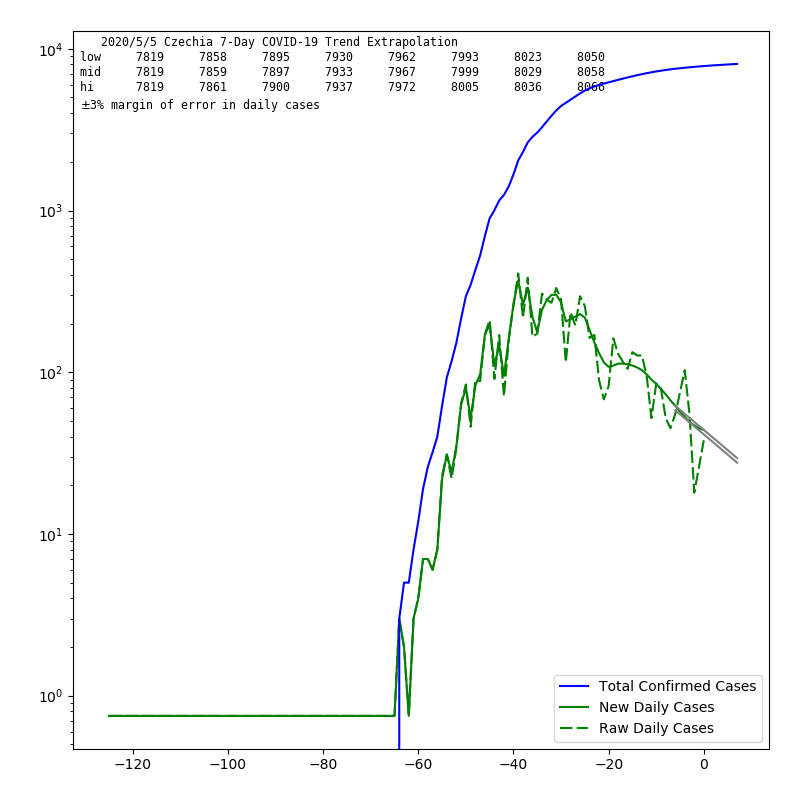 2020/5/5 Czechia 7-Day COVID-19 Trend Extrapolation
low 7819 7858 7895 7930 7962 7993 8023 8050
mid 7819 7859 7897 7933 7967 7999 8029 8058
hi 7819 7861 7900 7937 7972 8005 8036 8066
±3% margin of error in daily cases
10⁴
10³
10²
10¹
10⁰
−120 −100 −80 −60 −40 −20 0
Total Confirmed Cases
New Daily Cases
Raw Daily Cases